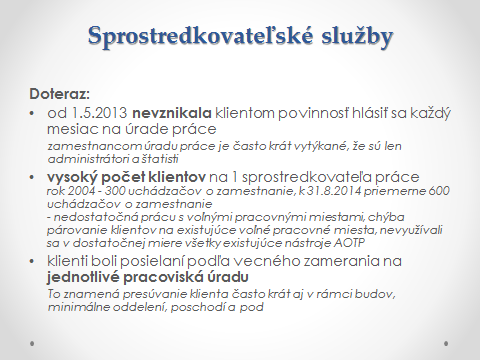 Sprostredkovateľské služby
Doteraz:
• od 1.5.2013 nevznikala klientom povinnosť hlásiť sa každý
mesiac na úrade práce
zamestnancom úradu práce je často krát vytýkané, že sú len
administrátori a štatisti
• vysoký počet klientov na 1 sprostredkovateľa práce
rok 2004 - 300 uchádzačov o zamestnanie, k 31.8.2014 priemerne 600
uchádzačov o zamestnanie
- nedostatočná prácu s voľnými pracovnými miestami, chýba
párovanie klientov na existujúce voľné pracovné miesta, nevyužívali
sa v dostatočnej miere všetky existujúce nástroje AOTP
• klienti boli posielaní podľa vecného zamerania na
jednotlivé pracoviská úradu
To znamená presúvanie klienta často krát aj v rámci budov,
minimálne oddelení, poschodí a pod